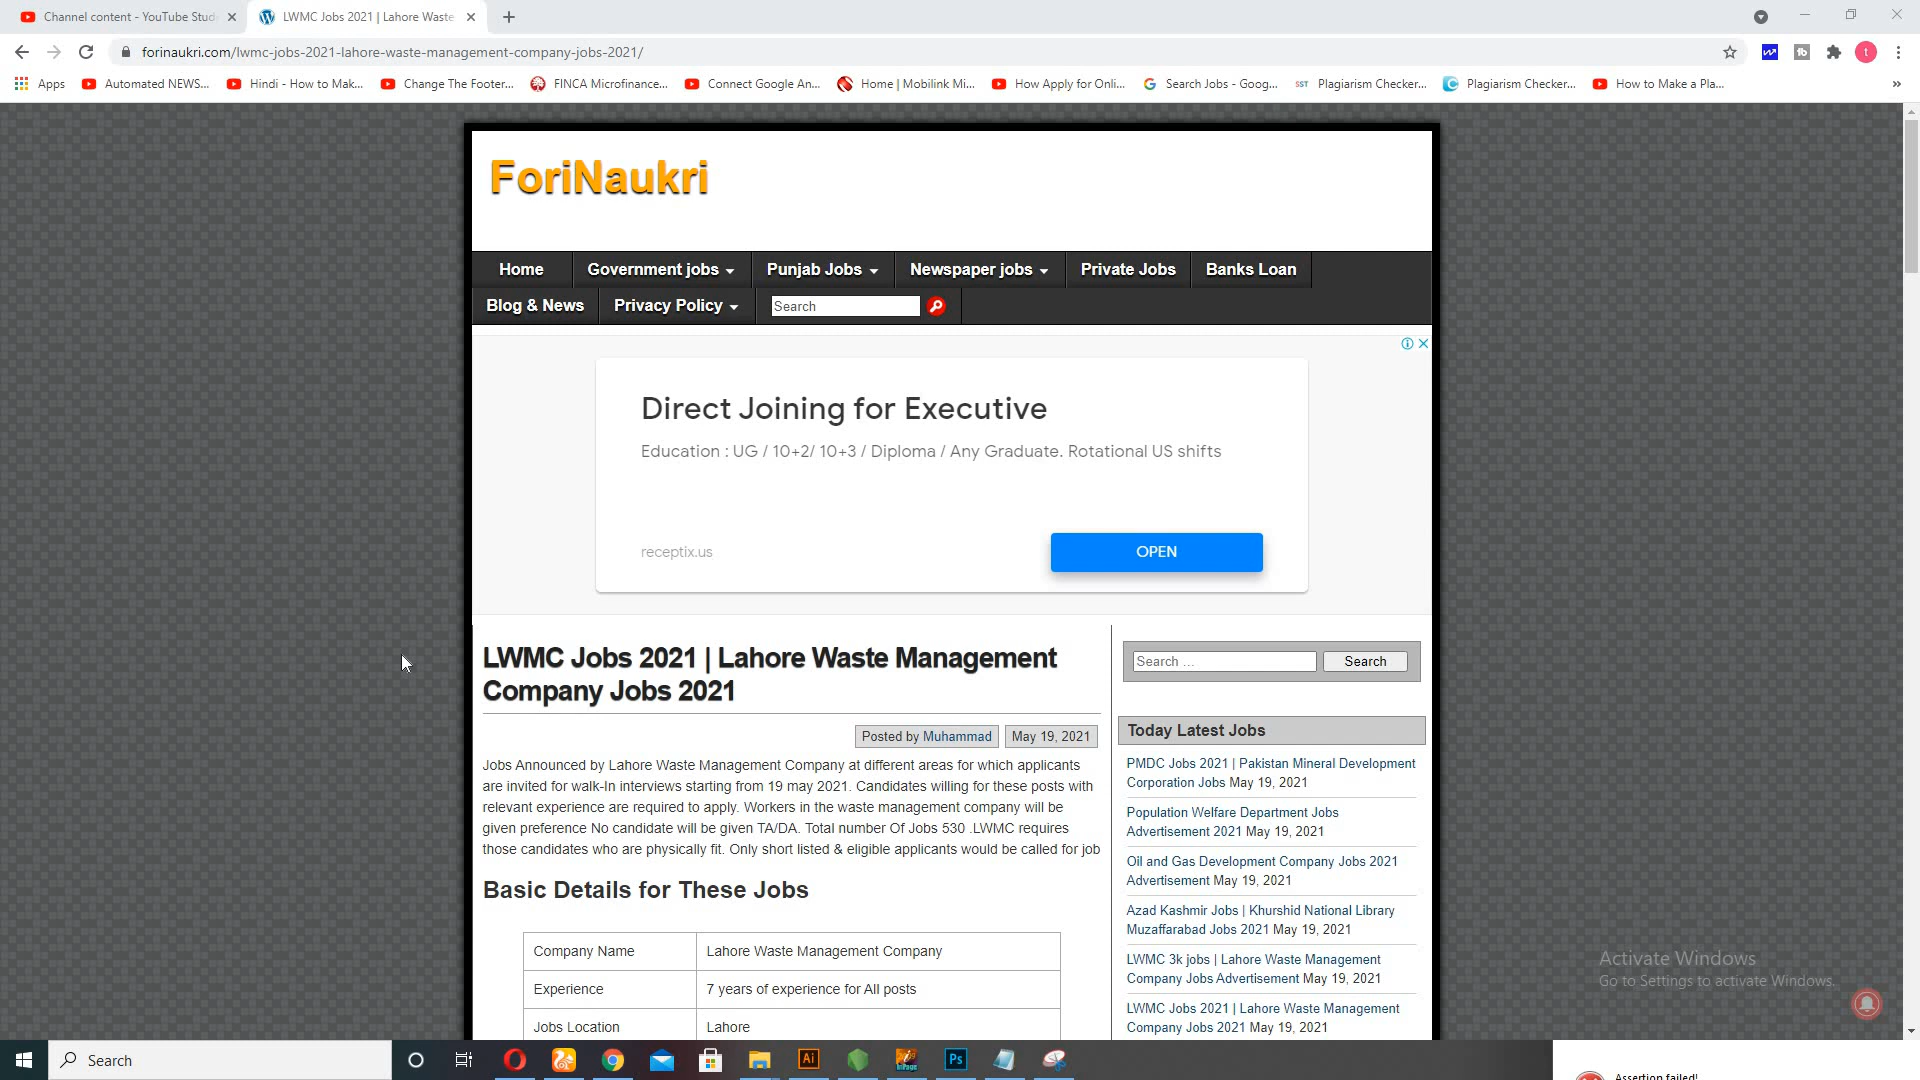 Channel content - YouTube Stud
LWMC Jobs 2021 | Lahore Waste
forinaukri.com/lwmc-jobs-2021-lahore-waste-management-company-jobs-2021/
t
Apps
Automated NEWS...
Hindi - How to Mak...
Change The Footer...
FINCA Microfinance...
Connect Google An...
Home | Mobilink Mi...
How Apply for Onli...
Search Jobs - Goog...
SST
Plagiarism Checker...
Plagiarism Checker...
How to Make a Pla...
»
ForiNaukri
Home
Government jobs
Punjab Jobs
Newspaper jobs
Private Jobs
Banks Loan
Blog & News
Privacy Policy
Search
Direct Joining for Executive
Education : UG / 10+2/ 10+3 / Diploma / Any Graduate. Rotational US shifts
receptix.us
OPEN
LWMC Jobs 2021 | Lahore Waste Management
Company Jobs 2021
Posted by Muhammad
May 19, 2021
Jobs Announced by Lahore Waste Management Company at different areas for which applicants
are invited for walk-In interviews starting from 19 may 2021. Candidates willing for these posts with
relevant experience are required to apply. Workers in the waste management company will be
given preference No candidate will be given TA/DA. Total number Of Jobs 530 .LWMC requires
those candidates who are physically fit. Only short listed & eligible applicants would be called for job
Basic Details for These Jobs
Company Name
Lahore Waste Management Company
Experience
7 years of experience for All posts
Jobs Location
Lahore
Search ...
Search
Today Latest Jobs
PMDC Jobs 2021 | Pakistan Mineral Development
Corporation Jobs May 19, 2021
Population Welfare Department Jobs
Advertisement 2021 May 19, 2021
Oil and Gas Development Company Jobs 2021
Advertisement May 19, 2021
Azad Kashmir Jobs | Khurshid National Library
Muzaffarabad Jobs 2021 May 19, 2021
LWMC 3k jobs | Lahore Waste Management
Company Jobs Advertisement May 19, 2021
LWMC Jobs 2021 | Lahore Waste Management
Company Jobs 2021 May 19, 2021
Activate Windows
Go to Settings to activate Windows.
Search
Ai
InPage
Ps
Assertion failed!